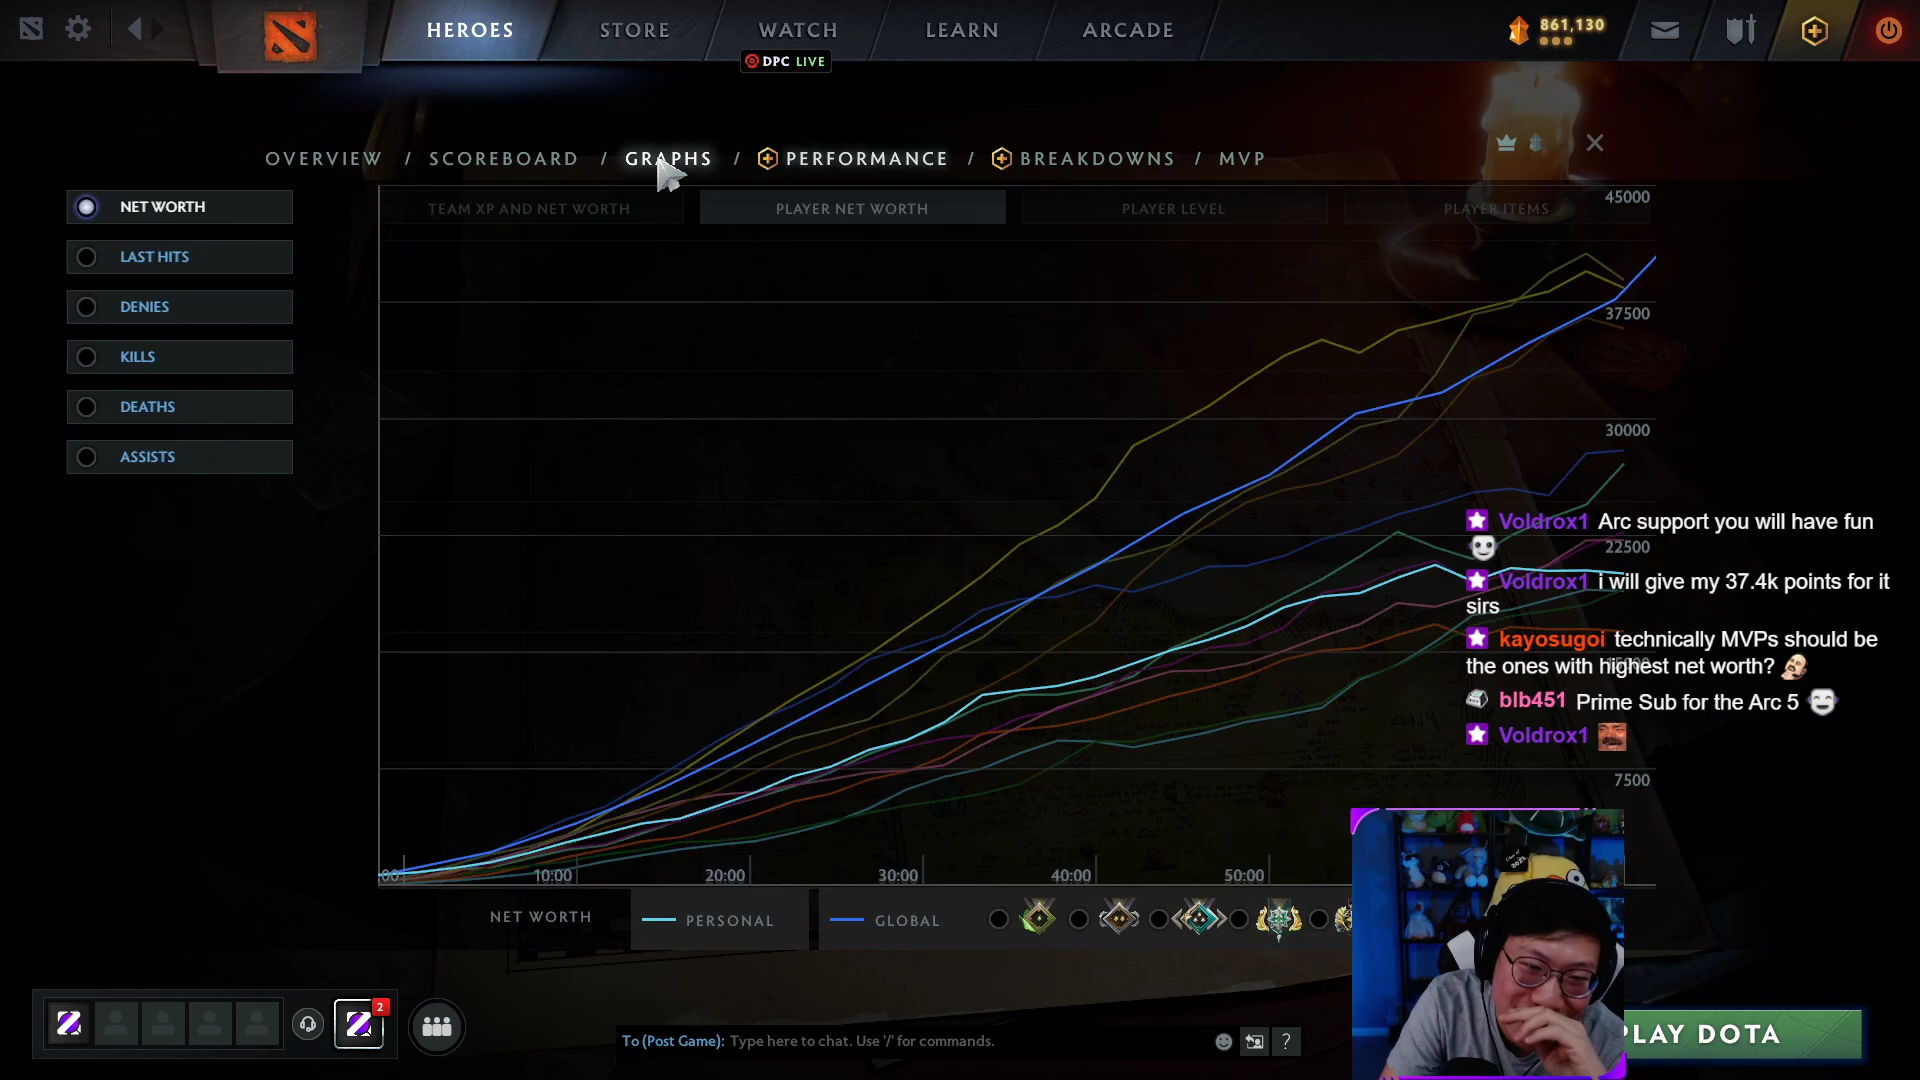 HEROES
STORE
WATCH
LEARN
ARCADE
861,130
DPC LIVE
OVERVIEW / SCOREBOARD / GRAPHS / PERFORMANCE / BREAKDOWNS / MVP
NET WORTH
LAST HITS
DENIES
KILLS
DEATHS
ASSISTS
TEAM XP AND NET WORTH
PLAYER NET WORTH
PLAYER LEVEL
PLAYER ITEMS
45000
37500
30000
22500
15000
7500
Voldrox1 Arc support you will have fun
Voldrox1 i will give my 37.4k points for it
sirs
kayosugoi technically MVPs should be
the ones with highest net worth?
blb451 Prime Sub for the Arc 5
Voldrox1
:00
10:00
20:00
30:00
40:00
50:00
NET WORTH
PERSONAL
GLOBAL
2
To (Post Game): Type here to chat. Use '/' for commands.
?
PLAY DOTA